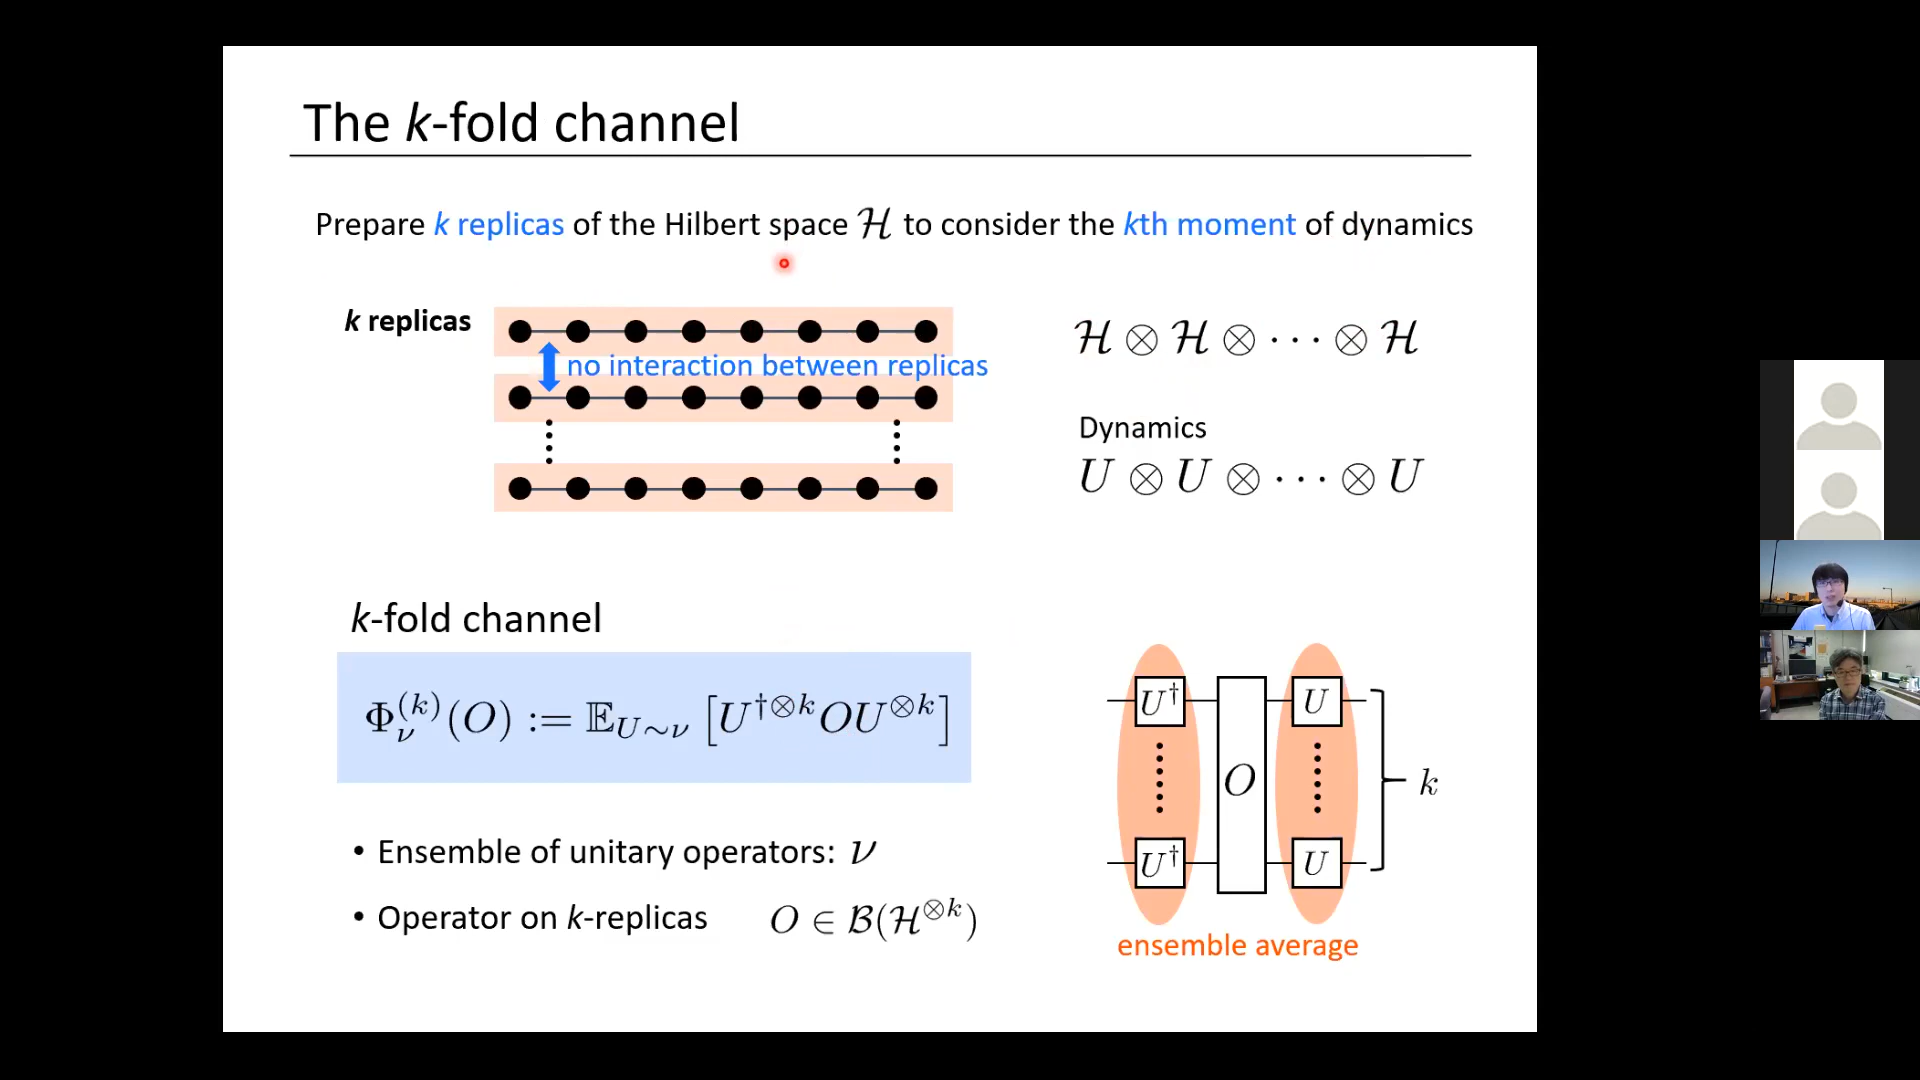 The k-fold channel
Prepare k replicas of the Hilbert space ℋ to consider the kth moment of dynamics
k replicas
no interaction between replicas
ℋ ⊗ ℋ ⊗ ⋯ ⊗ ℋ
Dynamics
U ⊗ U ⊗ ⋯ ⊗ U
k-fold channel
Φ_ν^{(k)}(O) := 𝔼_{U∼ν} [U^{†⊗k} O U^{⊗k}]
• Ensemble of unitary operators: ν
• Operator on k-replicas O ∈ ℬ(ℋ^{⊗k})
U† U
O k
U† U
ensemble average